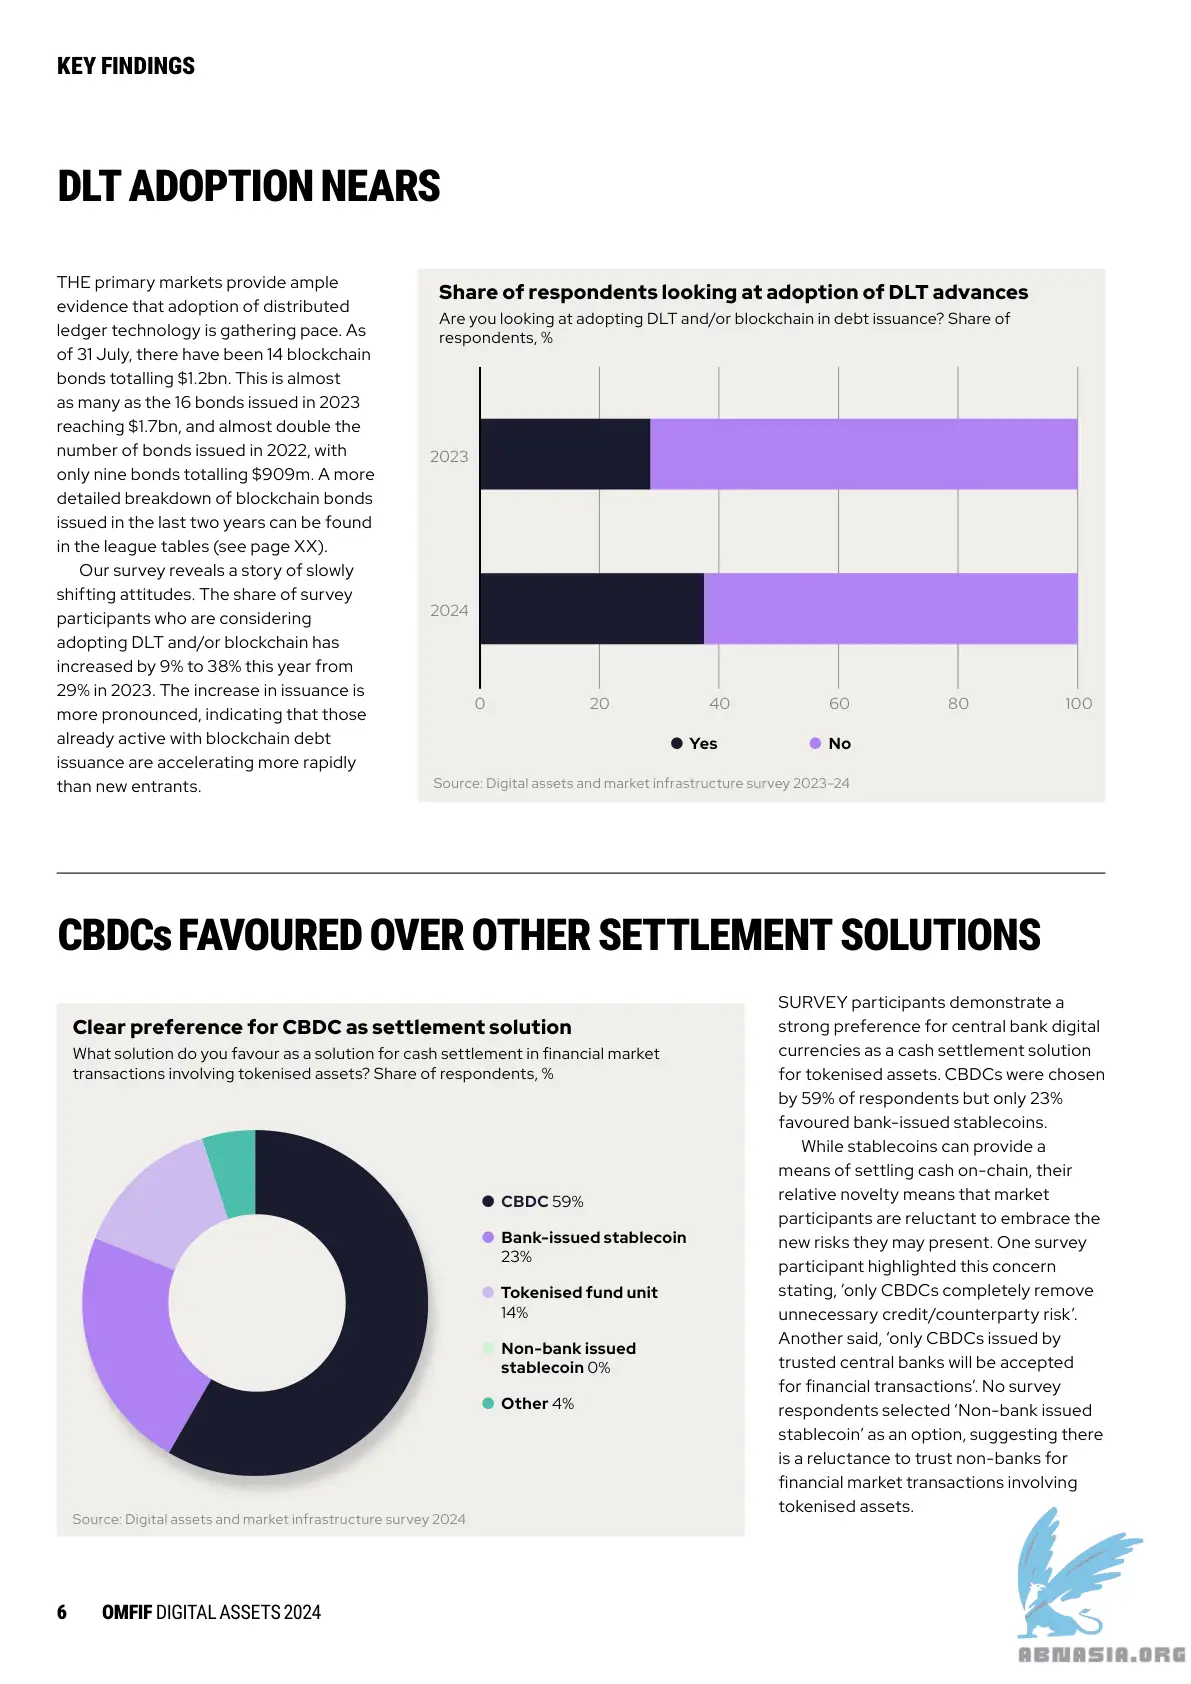 KEY FINDINGS
DLT ADOPTION NEARS
THE primary markets provide ample
evidence that adoption of distributed
ledger technology is gathering pace. As
of 31 July, there have been 14 blockchain
bonds totalling $1.2bn. This is almost
as many as the 16 bonds issued in 2023
reaching $1.7bn, and almost double the
number of bonds issued in 2022, with
only nine bonds totalling $909m. A more
detailed breakdown of blockchain bonds
issued in the last two years can be found
in the league tables (see page XX).
Our survey reveals a story of slowly
shifting attitudes. The share of survey
participants who are considering
adopting DLT and/or blockchain has
increased by 9% to 38% this year from
29% in 2023. The increase in issuance is
more pronounced, indicating that those
already active with blockchain debt
issuance are accelerating more rapidly
than new entrants.
Share of respondents looking at adoption of DLT advances
Are you looking at adopting DLT and/or blockchain in debt issuance? Share of
respondents, %
2023
2024
0 20 40 60 80 100
Yes No
Source: Digital assets and market infrastructure survey 2023-24
CBDCs FAVOURED OVER OTHER SETTLEMENT SOLUTIONS
Clear preference for CBDC as settlement solution
What solution do you favour as a solution for cash settlement in financial market
transactions involving tokenised assets? Share of respondents, %
CBDC 59%
Bank-issued stablecoin
23%
Tokenised fund unit
14%
Non-bank issued
stablecoin 0%
Other 4%
Source: Digital assets and market infrastructure survey 2024
SURVEY participants demonstrate a
strong preference for central bank digital
currencies as a cash settlement solution
for tokenised assets. CBDCs were chosen
by 59% of respondents but only 23%
favoured bank-issued stablecoins.
While stablecoins can provide a
means of settling cash on-chain, their
relative novelty means that market
participants are reluctant to embrace the
new risks they may present. One survey
participant highlighted this concern
stating, ‘only CBDCs completely remove
unnecessary credit/counterparty risk’.
Another said, ‘only CBDCs issued by
trusted central banks will be accepted
for financial transactions’. No survey
respondents selected ‘Non-bank issued
stablecoin’ as an option, suggesting there
is a reluctance to trust non-banks for
financial market transactions involving
tokenised assets.
6 OMFIF DIGITAL ASSETS 2024
ABNASIA.ORG